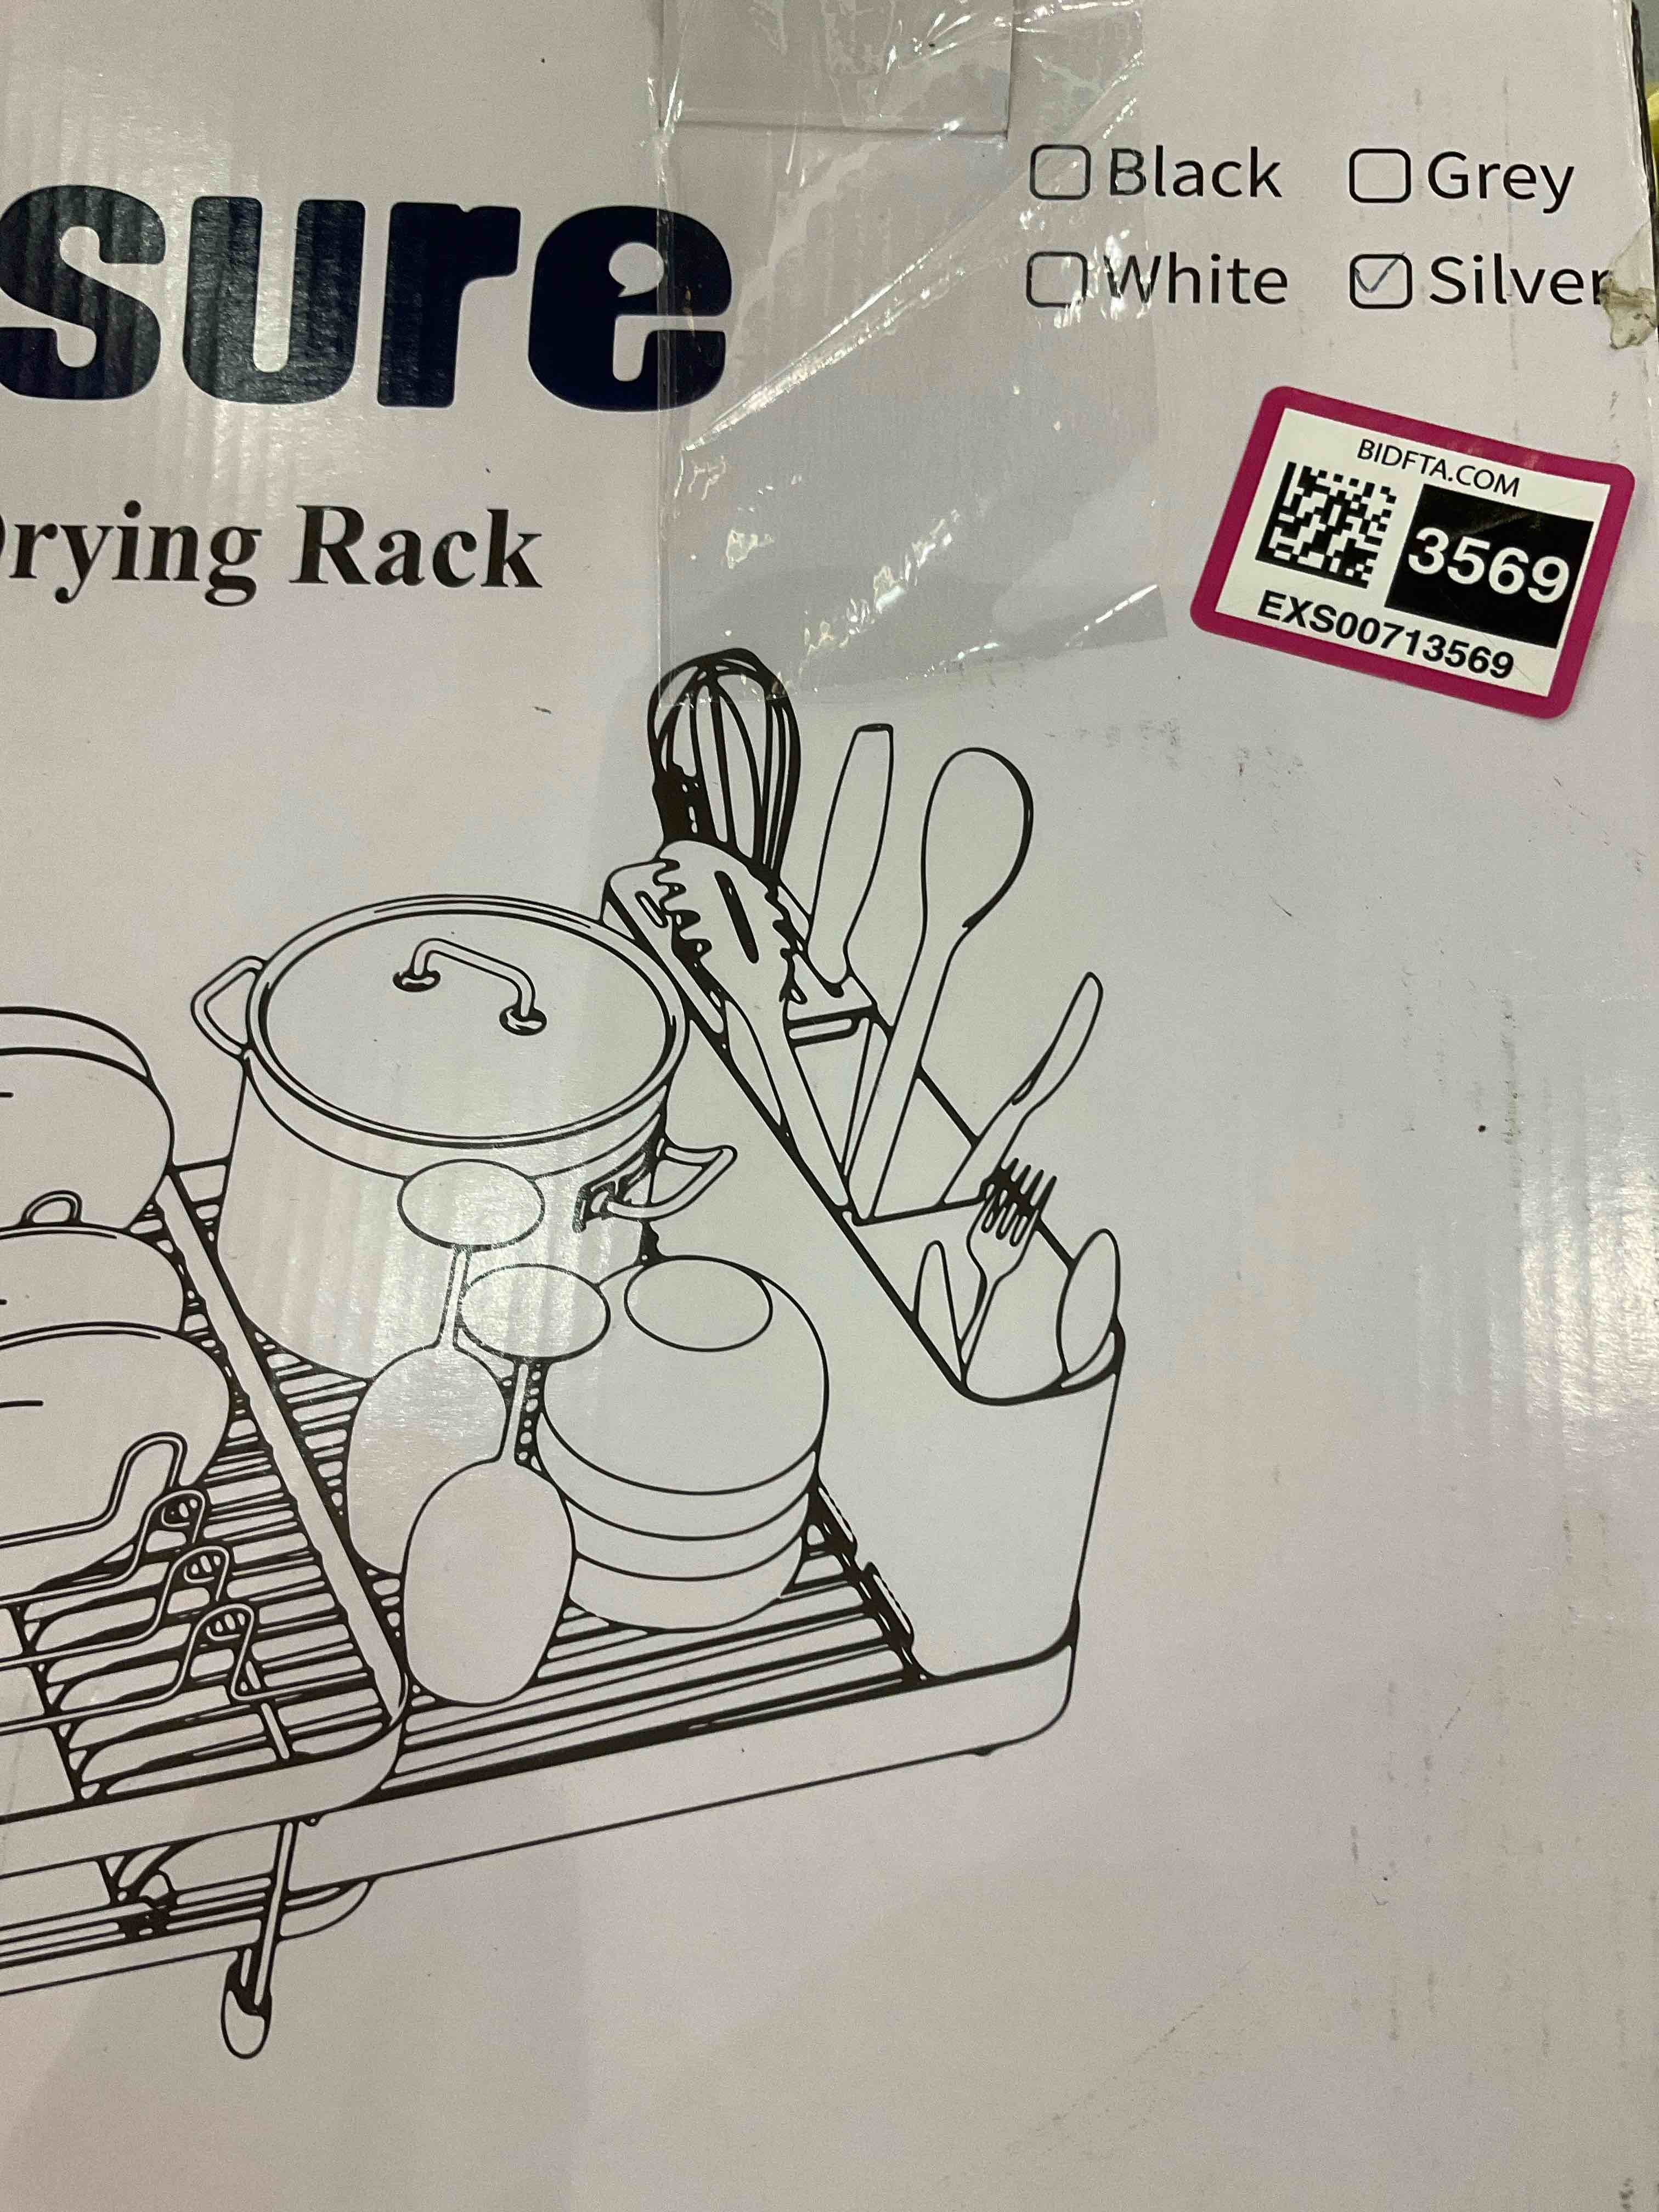 Black Grey
White Silver
sure
BIDFTA.COM
3569
EXS00713569
rying Rack